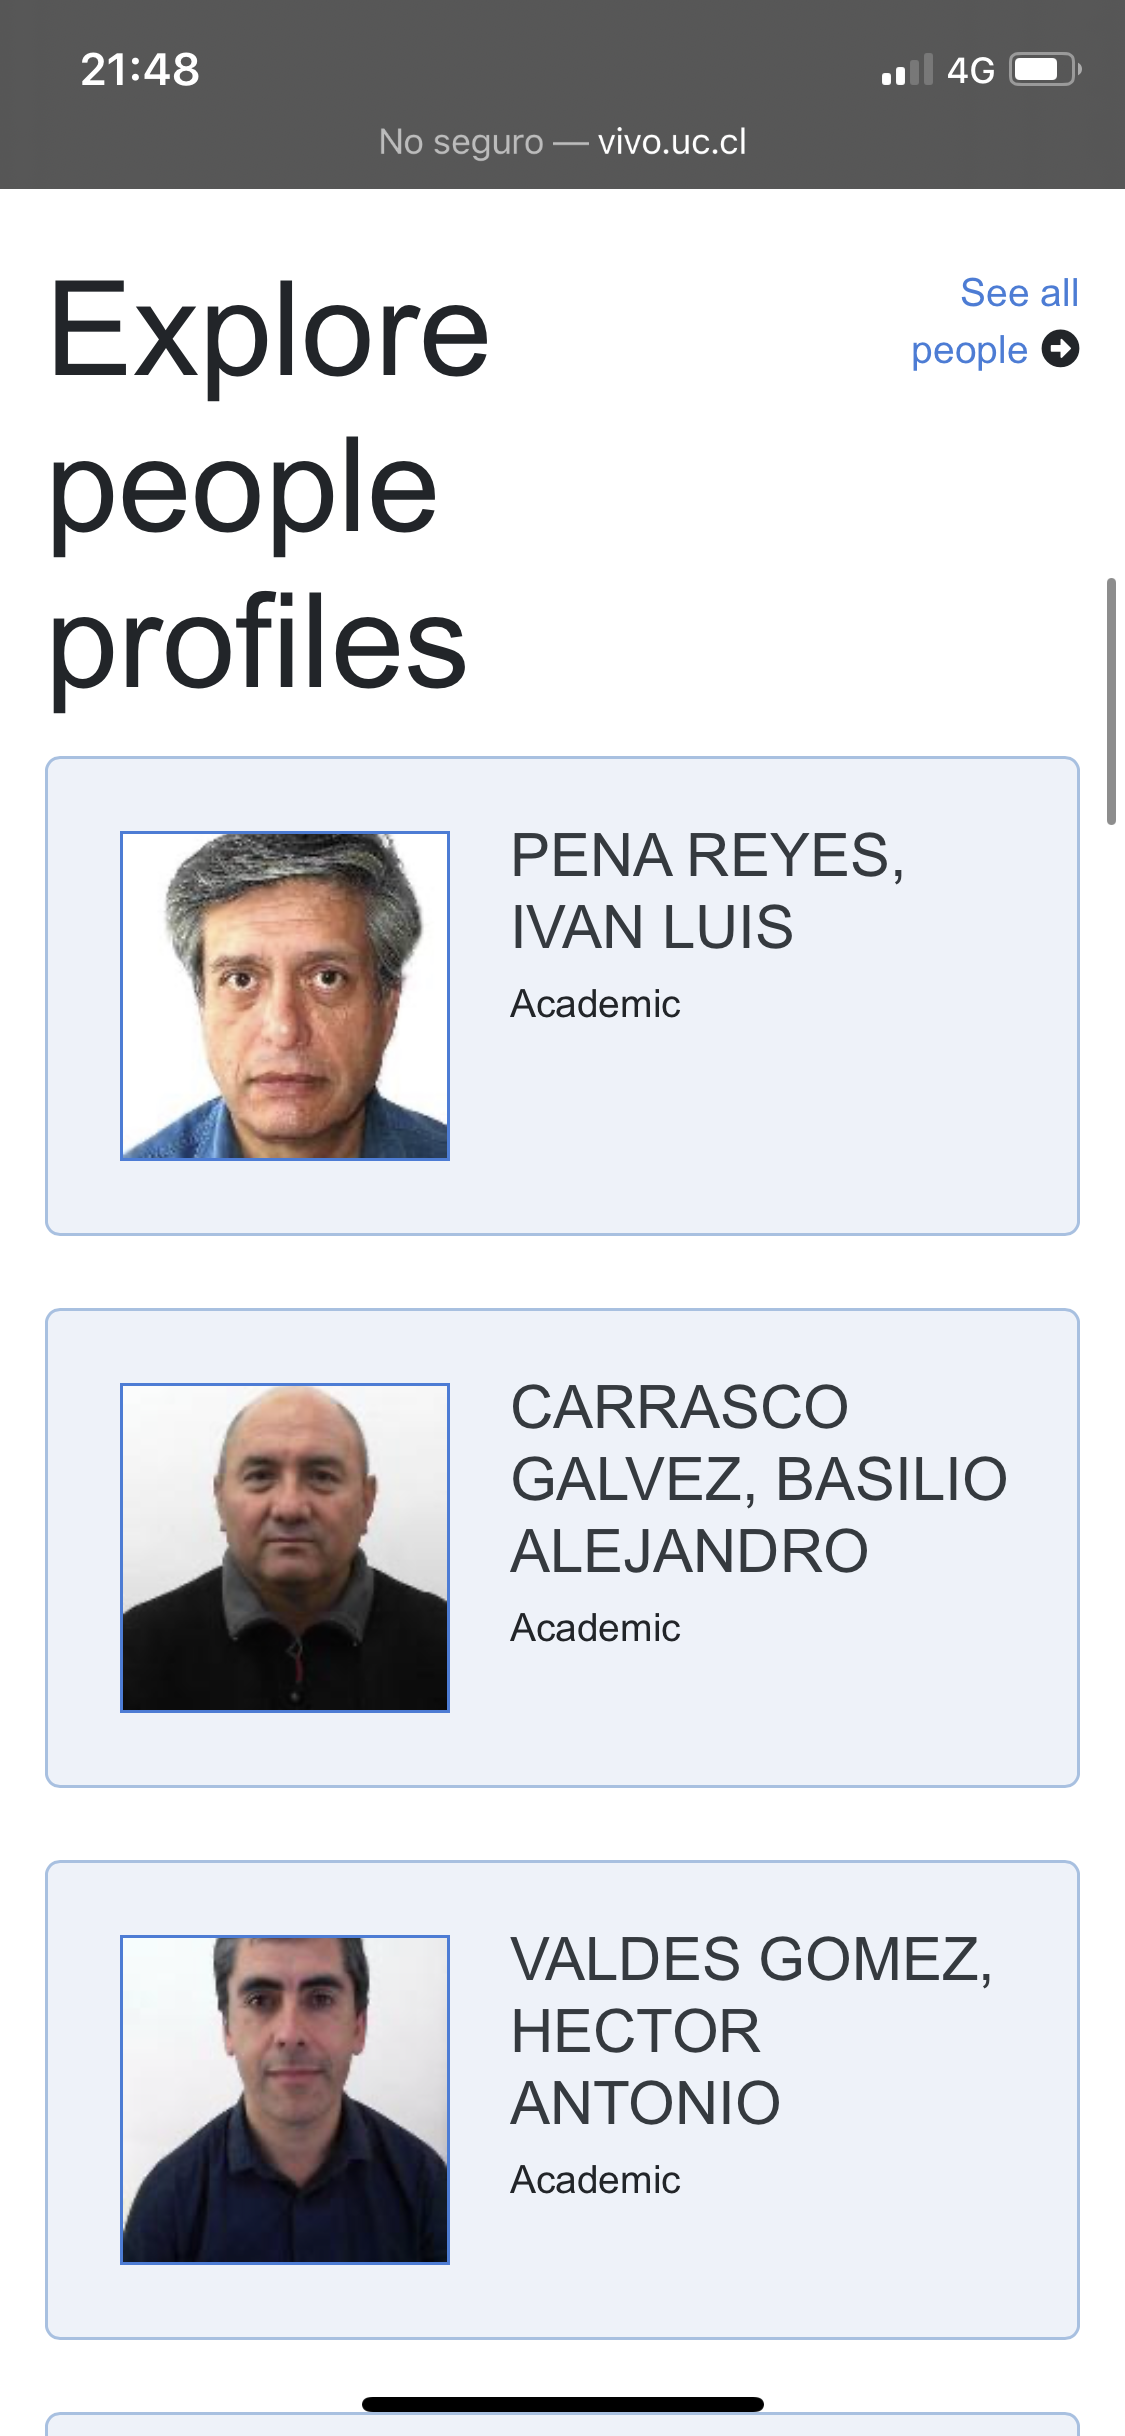 21:48
4G
No seguro — vivo.uc.cl
Explore
people
profiles
See all
people
PENA REYES,
IVAN LUIS
Academic
CARRASCO
GALVEZ, BASILIO
ALEJANDRO
Academic
VALDES GOMEZ,
HECTOR
ANTONIO
Academic